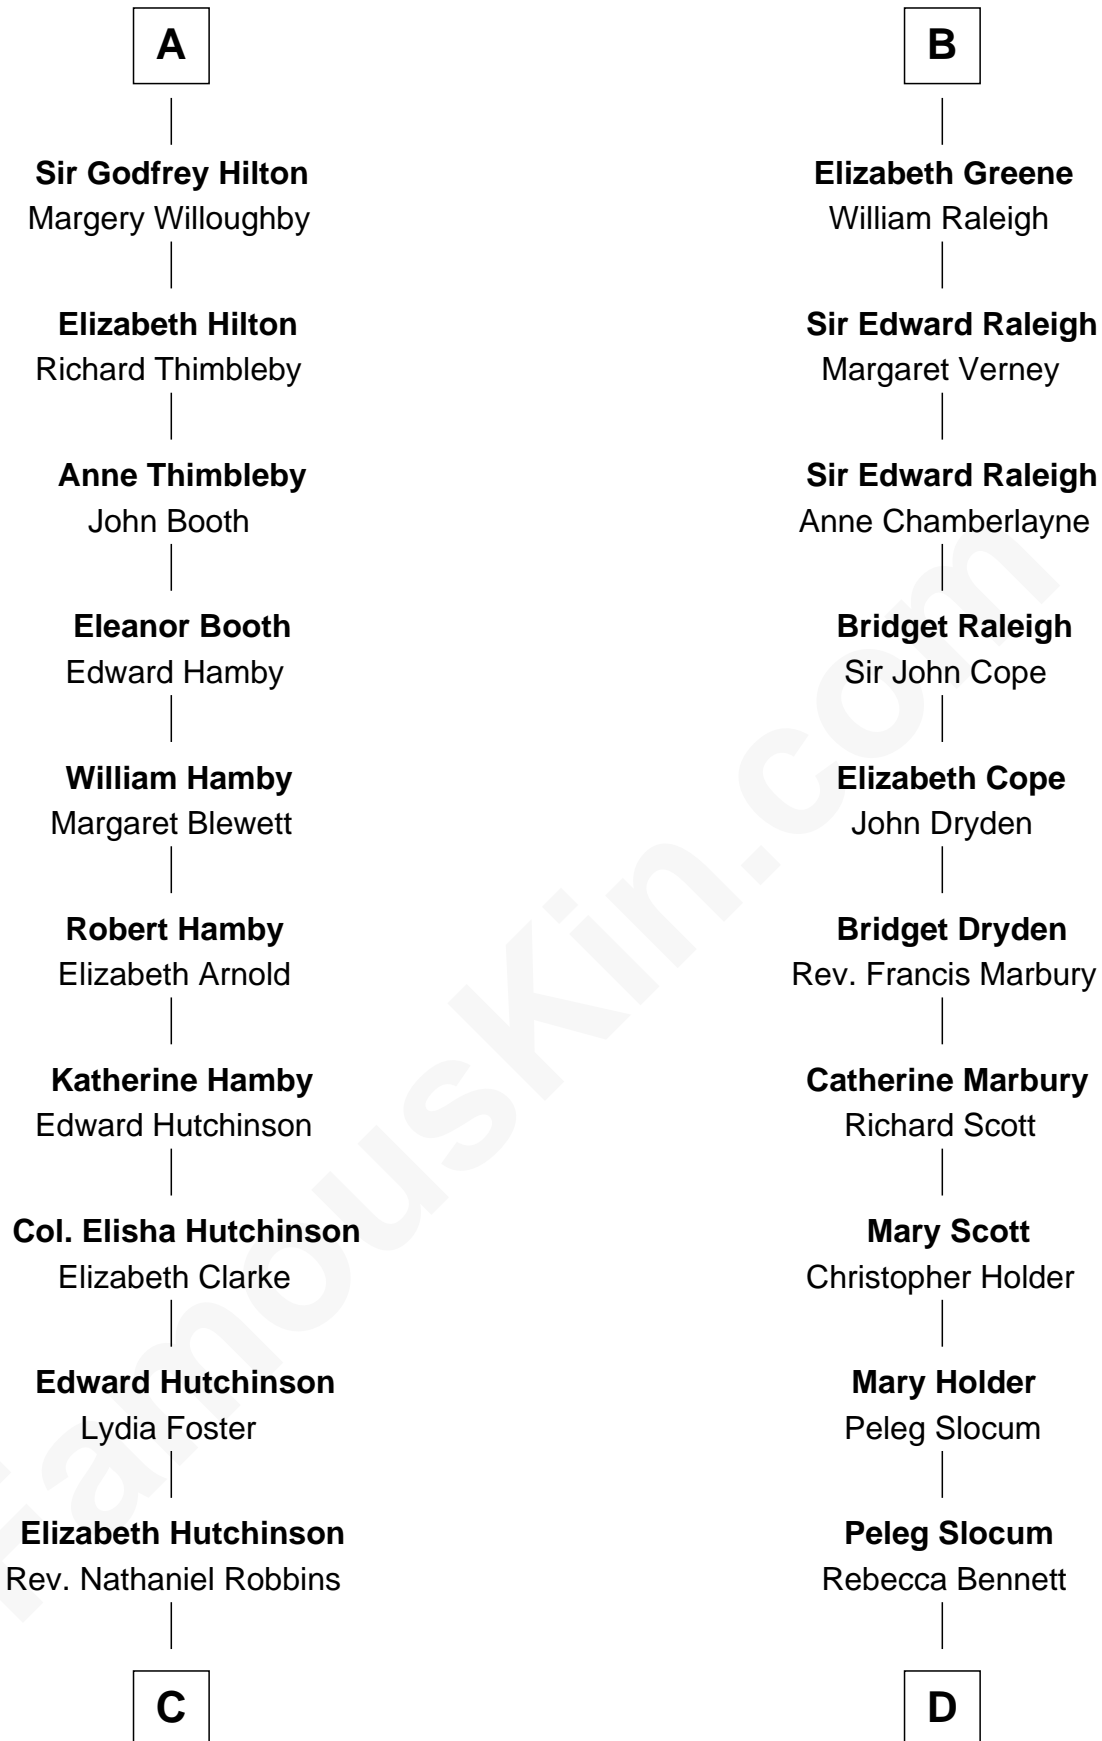 A
Sir Godfrey Hilton
Margery Willoughby
Elizabeth Hilton
Richard Thimbleby
Anne Thimbleby
John Booth
Eleanor Booth
Edward Hamby
William Hamby
Margaret Blewett
Robert Hamby
Elizabeth Arnold
Katherine Hamby
Edward Hutchinson
Col. Elisha Hutchinson
Elizabeth Clarke
Edward Hutchinson
Lydia Foster
Elizabeth Hutchinson
Rev. Nathaniel Robbins
C
B
Elizabeth Greene
William Raleigh
Sir Edward Raleigh
Margaret Verney
Sir Edward Raleigh
Anne Chamberlayne
Bridget Raleigh
Sir John Cope
Elizabeth Cope
John Dryden
Bridget Dryden
Rev. Francis Marbury
Catherine Marbury
Richard Scott
Mary Scott
Christopher Holder
Mary Holder
Peleg Slocum
Peleg Slocum
Rebecca Bennett
D
FamousKin.com